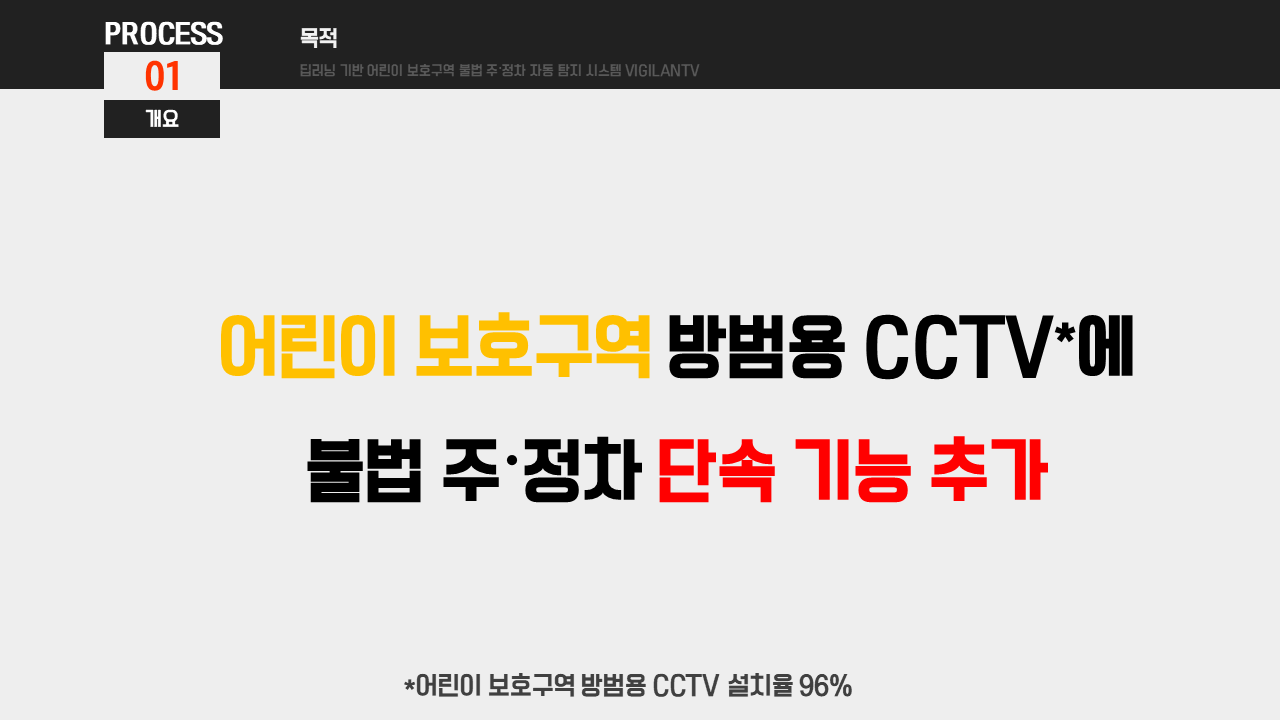 PROCESS
01
개요
목적
딥러닝 기반 어린이 보호구역 불법 주·정차 자동 탐지 시스템 VIGILANTV
어린이 보호구역 방범용 CCTV*에
불법 주·정차 단속 기능 추가
*어린이 보호구역 방범용 CCTV 설치율 96%